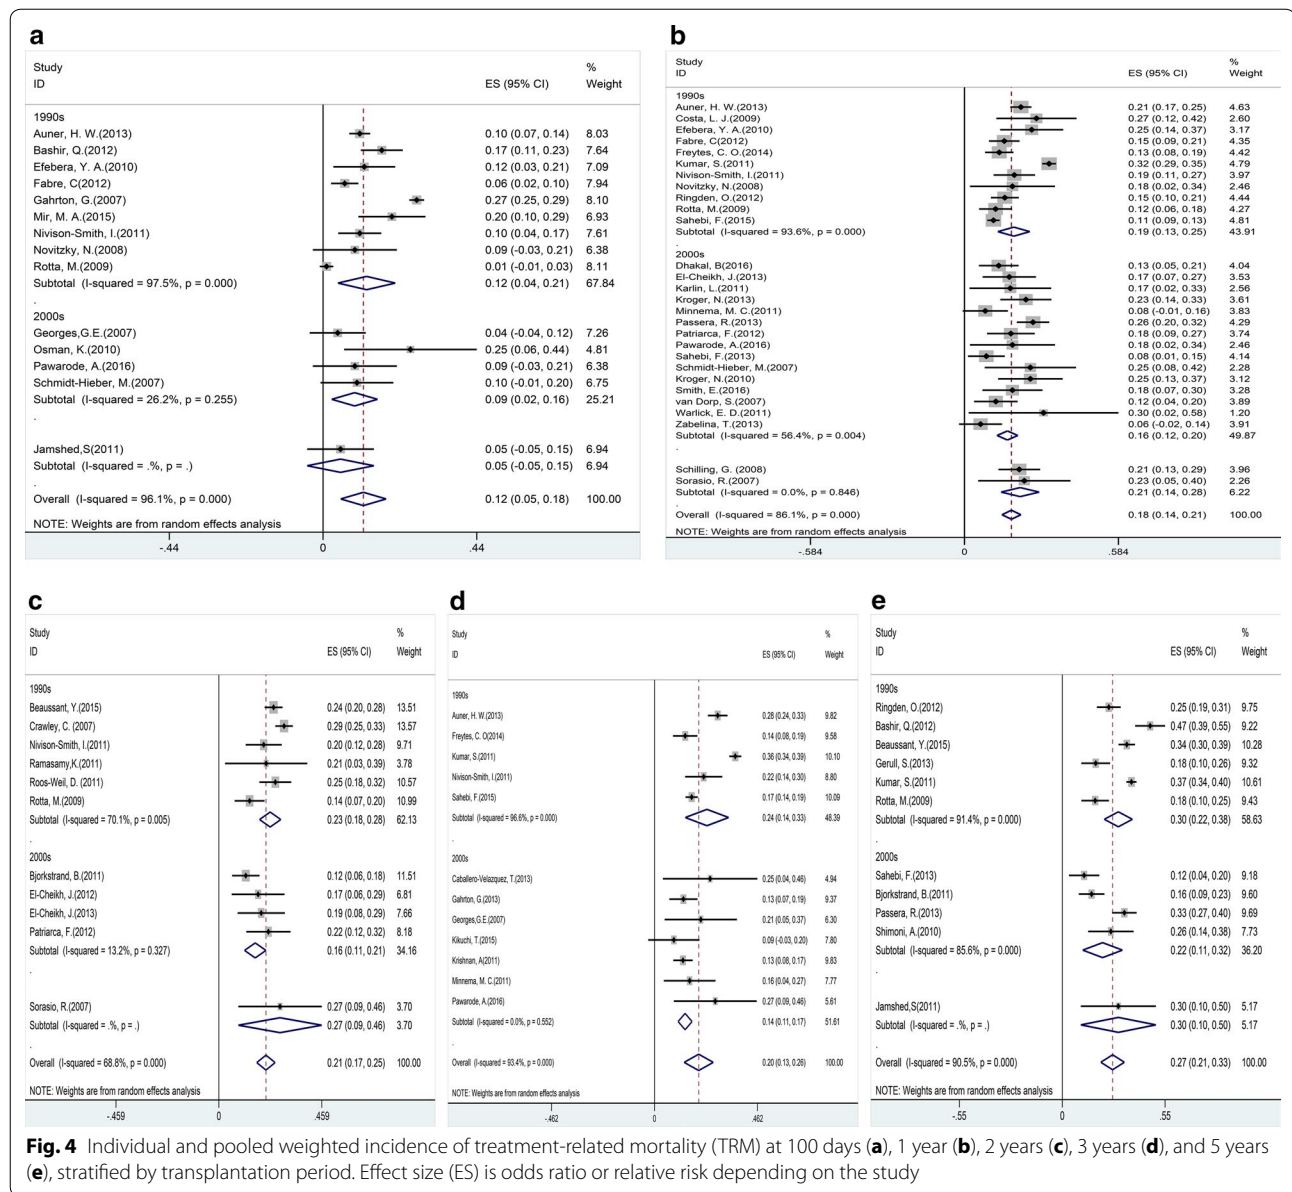 a
Study
%
ID
ES (95% CI)
Weight
1990s
Auner, H. W.(2013) 0.10 (0.07, 0.14) 8.03
Bashir, Q.(2012) 0.17 (0.11, 0.23) 7.64
Efebera, Y. A.(2010) 0.12 (0.03, 0.21) 7.09
Fabre, C(2012) 0.06 (0.02, 0.10) 7.94
Gahrton, G.(2007) 0.27 (0.25, 0.29) 8.10
Mir, M. A.(2015) 0.20 (0.10, 0.29) 6.93
Nivison-Smith, I.(2011) 0.10 (0.04, 0.17) 7.61
Novitzky, N.(2008) 0.09 (-0.03, 0.21) 6.38
Rotta, M.(2009) 0.01 (-0.01, 0.03) 8.11
Subtotal (I-squared = 97.5%, p = 0.000) 0.12 (0.04, 0.21) 67.84
.
2000s
Georges,G.E.(2007) 0.04 (-0.04, 0.12) 7.26
Osman, K.(2010) 0.25 (0.06, 0.44) 4.81
Pawarode, A.(2016) 0.09 (-0.03, 0.21) 6.38
Schmidt-Hieber, M.(2007) 0.10 (-0.01, 0.20) 6.75
Subtotal (I-squared = 26.2%, p = 0.255) 0.09 (0.02, 0.16) 25.21
.
Jamshed,S(2011) 0.05 (-0.05, 0.15) 6.94
Subtotal (I-squared = .%, p = .) 0.05 (-0.05, 0.15) 6.94
.
Overall (I-squared = 96.1%, p = 0.000) 0.12 (0.05, 0.18) 100.00
NOTE: Weights are from random effects analysis
-.44 0 .44
b
Study
%
ID
ES (95% CI)
Weight
1990s
Auner, H. W.(2013) 0.21 (0.17, 0.25) 4.63
Costa, L. J.(2009) 0.27 (0.12, 0.42) 2.60
Efebera, Y. A.(2010) 0.25 (0.14, 0.37) 3.17
Fabre, C(2012) 0.15 (0.09, 0.21) 4.35
Freytes, C. O.(2014) 0.13 (0.08, 0.19) 4.42
Kumar, S.(2011) 0.32 (0.29, 0.35) 4.79
Nivison-Smith, I.(2011) 0.19 (0.11, 0.27) 3.97
Novitzky, N.(2008) 0.18 (0.02, 0.34) 2.46
Ringden, O.(2012) 0.15 (0.10, 0.21) 4.44
Rotta, M.(2009) 0.12 (0.06, 0.18) 4.27
Sahebi, F.(2015) 0.11 (0.09, 0.13) 4.81
Subtotal (I-squared = 93.6%, p = 0.000) 0.19 (0.13, 0.25) 43.91
.
2000s
Dhakal, B(2016) 0.13 (0.05, 0.21) 4.04
El-Cheikh, J.(2013) 0.17 (0.07, 0.27) 3.53
Karlin, L.(2011) 0.17 (0.02, 0.33) 2.56
Kroger, N.(2013) 0.23 (0.14, 0.33) 3.61
Minnema, M. C.(2011) 0.08 (-0.01, 0.16) 3.83
Passera, R.(2013) 0.26 (0.20, 0.32) 4.29
Patriarca, F.(2012) 0.18 (0.09, 0.27) 3.74
Pawarode, A.(2016) 0.18 (0.02, 0.34) 2.46
Sahebi, F.(2013) 0.08 (0.01, 0.15) 4.14
Schmidt-Hieber, M.(2007) 0.25 (0.08, 0.42) 2.28
Kroger, N.(2010) 0.25 (0.13, 0.37) 3.12
Smith, E.(2016) 0.18 (0.07, 0.30) 3.28
van Dorp, S.(2007) 0.12 (0.04, 0.20) 3.89
Warlick, E. D.(2011) 0.30 (0.02, 0.58) 1.20
Zabelina, T.(2013) 0.06 (-0.02, 0.14) 3.91
Subtotal (I-squared = 56.4%, p = 0.004) 0.16 (0.12, 0.20) 49.87
.
Schilling, G. (2008) 0.21 (0.13, 0.29) 3.96
Sorasio, R.(2007) 0.23 (0.05, 0.40) 2.26
Subtotal (I-squared = 0.0%, p = 0.846) 0.21 (0.14, 0.28) 6.22
.
Overall (I-squared = 86.1%, p = 0.000) 0.18 (0.14, 0.21) 100.00
NOTE: Weights are from random effects analysis
-.584 0 .584
c
Study
%
ID
ES (95% CI)
Weight
1990s
Beaussant, Y.(2015) 0.24 (0.20, 0.28) 13.51
Crawley, C. (2007) 0.29 (0.25, 0.33) 13.57
Nivison-Smith, I(2011) 0.20 (0.12, 0.28) 9.71
Ramasamy,K.(2011) 0.21 (0.03, 0.39) 3.78
Roos-Weil, D. (2011) 0.25 (0.18, 0.32) 10.57
Rotta, M.(2009) 0.14 (0.07, 0.20) 10.99
Subtotal (I-squared = 70.1%, p = 0.005) 0.23 (0.18, 0.28) 62.13
.
2000s
Bjorkstrand, B.(2011) 0.12 (0.06, 0.18) 11.51
El-Cheikh, J.(2012) 0.17 (0.06, 0.29) 6.81
El-Cheikh, J.(2013) 0.19 (0.08, 0.29) 7.66
Patriarca, F.(2012) 0.22 (0.12, 0.32) 8.18
Subtotal (I-squared = 13.2%, p = 0.327) 0.16 (0.11, 0.21) 34.16
.
Sorasio, R.(2007) 0.27 (0.09, 0.46) 3.70
Subtotal (I-squared = .%, p = .) 0.27 (0.09, 0.46) 3.70
.
Overall (I-squared = 68.8%, p = 0.000) 0.21 (0.17, 0.25) 100.00
NOTE: Weights are from random effects analysis
-.459 0 .459
d
Study
%
ID
ES (95% CI)
Weight
1990s
Auner, H. W.(2013) 0.28 (0.24, 0.33) 9.82
Freytes, C. O(2014) 0.14 (0.08, 0.19) 9.58
Kumar, S.(2011) 0.36 (0.34, 0.39) 10.10
Nivison-Smith, I.(2011) 0.22 (0.14, 0.30) 8.80
Sahebi, F.(2015) 0.17 (0.14, 0.19) 10.09
Subtotal (I-squared = 96.6%, p = 0.000) 0.24 (0.14, 0.33) 48.39
.
2000s
Caballero-Velazquez, T.(2013) 0.25 (0.04, 0.46) 4.94
Gahrton, G.(2013) 0.13 (0.07, 0.19) 9.37
Georges,G.E.(2007) 0.21 (0.05, 0.37) 6.30
Kikuchi, T.(2015) 0.09 (-0.03, 0.20) 7.80
Krishnan, A(2011) 0.13 (0.08, 0.17) 9.83
Minnema, M. C.(2011) 0.16 (0.04, 0.27) 7.77
Pawarode, A.(2016) 0.27 (0.09, 0.46) 5.61
Subtotal (I-squared = 0.0%, p = 0.552) 0.14 (0.11, 0.17) 51.61
.
Overall (I-squared = 93.4%, p = 0.000) 0.20 (0.13, 0.26) 100.00
NOTE: Weights are from random effects analysis
-.462 0 .462
e
Study
%
ID
ES (95% CI)
Weight
1990s
Ringden, O.(2012) 0.25 (0.19, 0.31) 9.75
Bashir, Q.(2012) 0.47 (0.39, 0.55) 9.22
Beaussant, Y.(2015) 0.34 (0.30, 0.39) 10.28
Gerull, S.(2013) 0.18 (0.10, 0.26) 9.32
Kumar, S.(2011) 0.37 (0.34, 0.40) 10.61
Rotta, M.(2009) 0.18 (0.10, 0.25) 9.43
Subtotal (I-squared = 91.4%, p = 0.000) 0.30 (0.22, 0.38) 58.63
.
2000s
Sahebi, F.(2013) 0.12 (0.04, 0.20) 9.18
Bjorkstrand, B.(2011) 0.16 (0.09, 0.23) 9.60
Passera, R.(2013) 0.33 (0.27, 0.40) 9.69
Shimoni, A.(2010) 0.26 (0.14, 0.38) 7.73
Subtotal (I-squared = 85.6%, p = 0.000) 0.22 (0.11, 0.32) 36.20
.
Jamshed,S(2011) 0.30 (0.10, 0.50) 5.17
Subtotal (I-squared = .%, p = .) 0.30 (0.10, 0.50) 5.17
.
Overall (I-squared = 90.5%, p = 0.000) 0.27 (0.21, 0.33) 100.00
NOTE: Weights are from random effects analysis
-.55 0 .55
Fig. 4 Individual and pooled weighted incidence of treatment-related mortality (TRM) at 100 days (a), 1 year (b), 2 years (c), 3 years (d), and 5 years
(e), stratified by transplantation period. Effect size (ES) is odds ratio or relative risk depending on the study